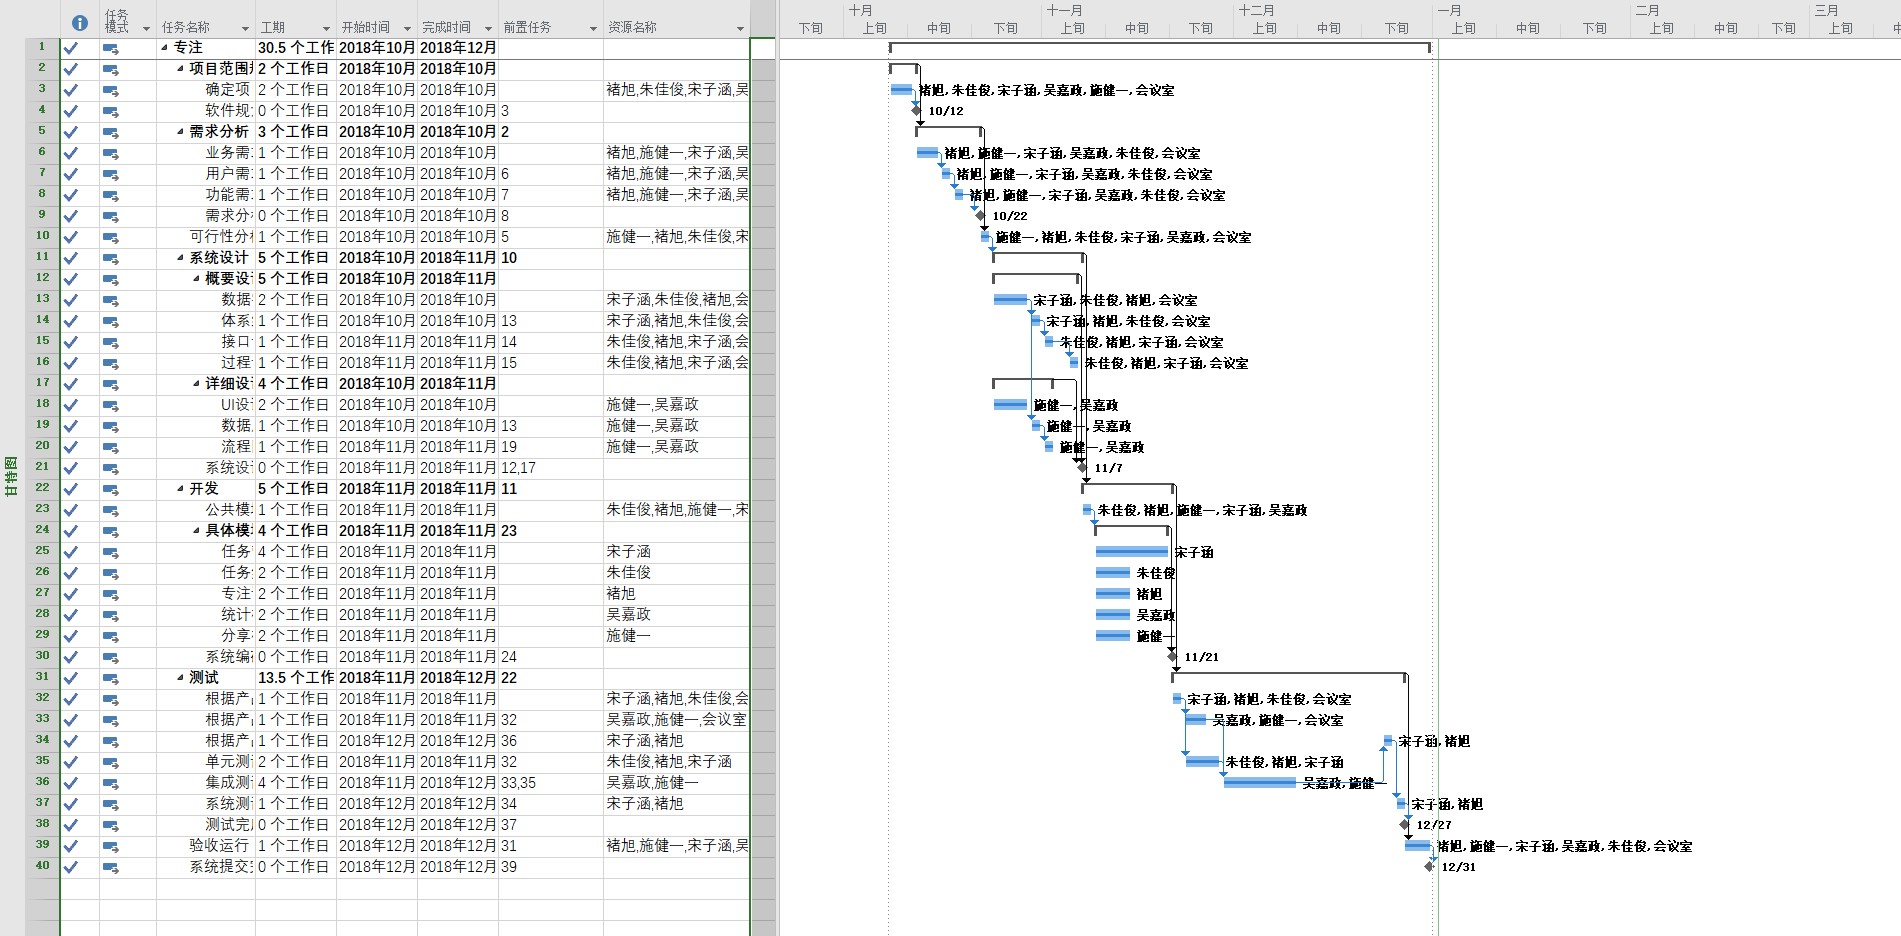 十月 十一月 十二月 一月 二月 三月
任务模式 任务名称 工期 开始时间 完成时间 前置任务 资源名称 下旬 上旬 中旬 下旬 上旬 中旬 下旬 上旬 中旬 下旬 上旬 中旬 下旬 上旬 中旬 下旬 上旬
甘特图
1 专注 30.5 个工作 2018年10月 2018年12月
2 项目范围 2 个工作日 2018年10月 2018年10月
3 确定项 2 个工作日 2018年10月 2018年10月 褚旭,朱佳俊,宋子涵,吴 褚旭,朱佳俊,宋子涵,吴嘉政,施健一,会议室
4 软件规 0 个工作日 2018年10月 2018年10月 3 10/12
5 需求分析 3 个工作日 2018年10月 2018年10月 2
6 业务需 1 个工作日 2018年10月 2018年10月 褚旭,施健一,宋子涵,吴 褚旭,施健一,宋子涵,吴嘉政,朱佳俊,会议室
7 用户需 1 个工作日 2018年10月 2018年10月 6 褚旭,施健一,宋子涵,吴 褚旭,施健一,宋子涵,吴嘉政,朱佳俊,会议室
8 功能需 1 个工作日 2018年10月 2018年10月 7 褚旭,施健一,宋子涵,吴 褚旭,施健一,宋子涵,吴嘉政,朱佳俊,会议室
9 需求分 0 个工作日 2018年10月 2018年10月 8 10/22
10 可行性分析 1 个工作日 2018年10月 2018年10月 5 施健一,褚旭,朱佳俊,宋 施健一,褚旭,朱佳俊,宋子涵,吴嘉政,会议室
11 系统设计 5 个工作日 2018年10月 2018年11月 10
12 概要设计 5 个工作日 2018年10月 2018年11月
13 数据 2 个工作日 2018年10月 2018年10月 宋子涵,朱佳俊,褚旭,会 宋子涵,朱佳俊,褚旭,会议室
14 体系 1 个工作日 2018年10月 2018年10月 13 宋子涵,褚旭,朱佳俊,会 宋子涵,褚旭,朱佳俊,会议室
15 接口 1 个工作日 2018年11月 2018年11月 14 朱佳俊,褚旭,宋子涵,会 朱佳俊,褚旭,宋子涵,会议室
16 过程 1 个工作日 2018年11月 2018年11月 15 朱佳俊,褚旭,宋子涵,会 朱佳俊,褚旭,宋子涵,会议室
17 详细设计 4 个工作日 2018年10月 2018年11月
18 UI设计 2 个工作日 2018年10月 2018年10月 施健一,吴嘉政 施健一,吴嘉政
19 数据 1 个工作日 2018年10月 2018年10月 13 施健一,吴嘉政 施健一,吴嘉政
20 流程 1 个工作日 2018年11月 2018年11月 19 施健一,吴嘉政 施健一,吴嘉政
21 系统设计 0 个工作日 2018年11月 2018年11月 12,17 11/7
22 开发 5 个工作日 2018年11月 2018年11月 11
23 公共模 1 个工作日 2018年11月 2018年11月 朱佳俊,褚旭,施健一,宋 朱佳俊,褚旭,施健一,宋子涵,吴嘉政
24 具体模 4 个工作日 2018年11月 2018年11月 23
25 任务 4 个工作日 2018年11月 2018年11月 宋子涵 宋子涵
26 任务 2 个工作日 2018年11月 2018年11月 朱佳俊 朱佳俊
27 专注 2 个工作日 2018年11月 2018年11月 褚旭 褚旭
28 统计 2 个工作日 2018年11月 2018年11月 吴嘉政 吴嘉政
29 分享 2 个工作日 2018年11月 2018年11月 施健一 施健一
30 系统编 0 个工作日 2018年11月 2018年11月 24 11/21
31 测试 13.5 个工作 2018年11月 2018年12月 22
32 根据产 1 个工作日 2018年11月 2018年11月 宋子涵,褚旭,朱佳俊,会 宋子涵,褚旭,朱佳俊,会议室
33 根据产 1 个工作日 2018年11月 2018年11月 32 吴嘉政,施健一,会议室 吴嘉政,施健一,会议室
34 根据产 1 个工作日 2018年12月 2018年12月 36 宋子涵,褚旭 宋子涵,褚旭
35 单元测 2 个工作日 2018年11月 2018年11月 32 朱佳俊,褚旭,宋子涵 朱佳俊,褚旭,宋子涵
36 集成测 4 个工作日 2018年11月 2018年12月 33,35 吴嘉政,施健一 吴嘉政,施健一
37 系统测 1 个工作日 2018年12月 2018年12月 34 宋子涵,褚旭 宋子涵,褚旭
38 测试完 0 个工作日 2018年12月 2018年12月 37 12/27
39 验收运行 1 个工作日 2018年12月 2018年12月 31 褚旭,施健一,宋子涵,吴 褚旭,施健一,宋子涵,吴嘉政,朱佳俊,会议室
40 系统提交 0 个工作日 2018年12月 2018年12月 39 12/31